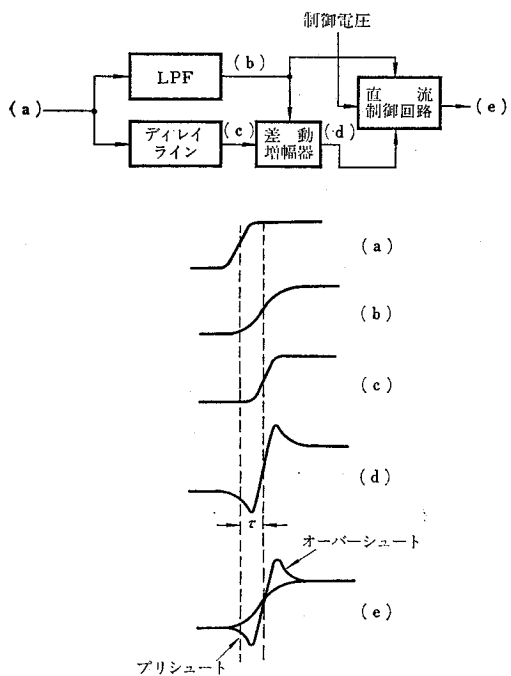 制御電圧
(a)
LPF
(b)
ディレイ
ライン
(c)
差動
増幅器
(d)
直流
制御回路
(e)
(a)
(b)
(c)
(d)
τ
オーバーシュート
(e)
プリシュート